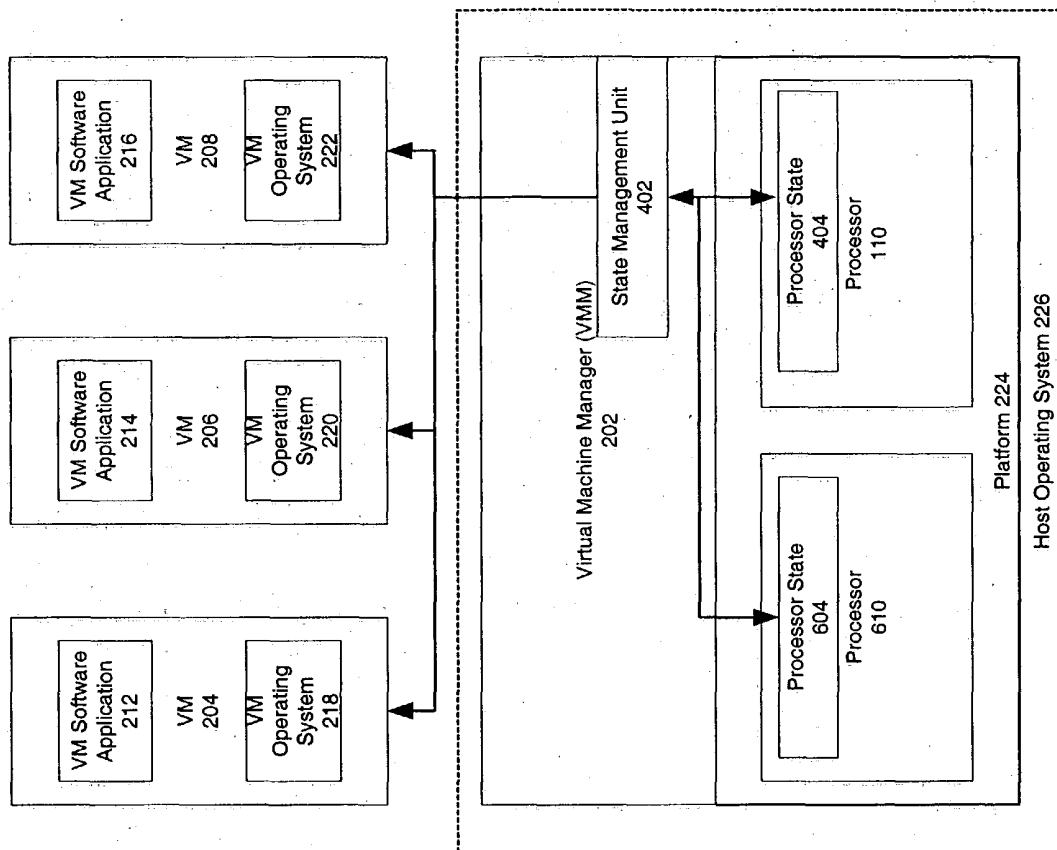 VM Software
Application
212
VM
204
VM
Operating
System
218
VM Software
Application
214
VM
206
VM
Operating
System
220
VM Software
Application
216
VM
208
VM
Operating
System
222
Virtual Machine Manager (VMM)
202
State Management Unit
402
Processor State
604
Processor
610
Processor State
404
Processor
110
Platform 224
Host Operating System 226